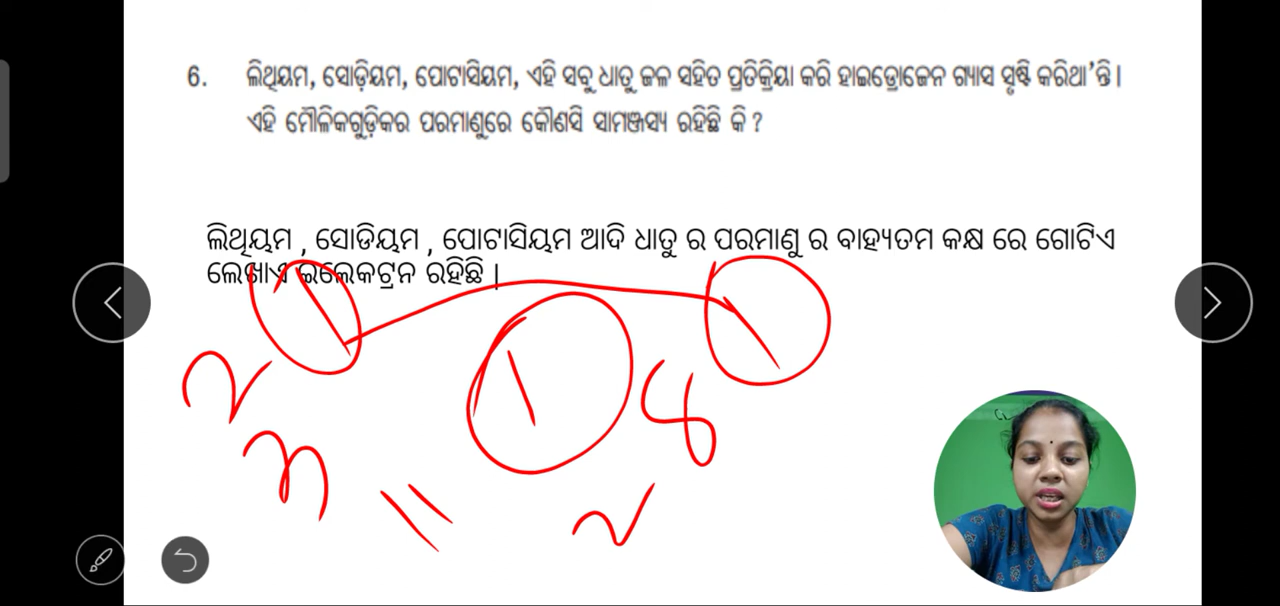 6. ଲିଥିୟମ, ସୋଡ଼ିୟମ, ପୋଟାସିୟମ, ଏହି ସବୁ ଧାତୁ ଜଳ ସହିତ ପ୍ରତିକ୍ରିୟା କରି ହାଇଡ୍ରୋଜେନ ଗ୍ୟାସ ସୃଷ୍ଟି କରିଥା’ନ୍ତି।
ଏହି ମୌଳିକଗୁଡ଼ିକର ପରମାଣୁରେ କୌଣସି ସାମଞ୍ଜସ୍ୟ ରହିଛି କି ?
ଲିଥିୟମ , ସୋଡିୟମ , ପୋଟାସିୟମ ଆଦି ଧାତୁ ର ପରମାଣୁ ର ବାହ୍ୟତମ କକ୍ଷ ରେ ଗୋଟିଏ
ଲେଖାଏ ଇଲେକଟ୍ରନ ରହିଛି |